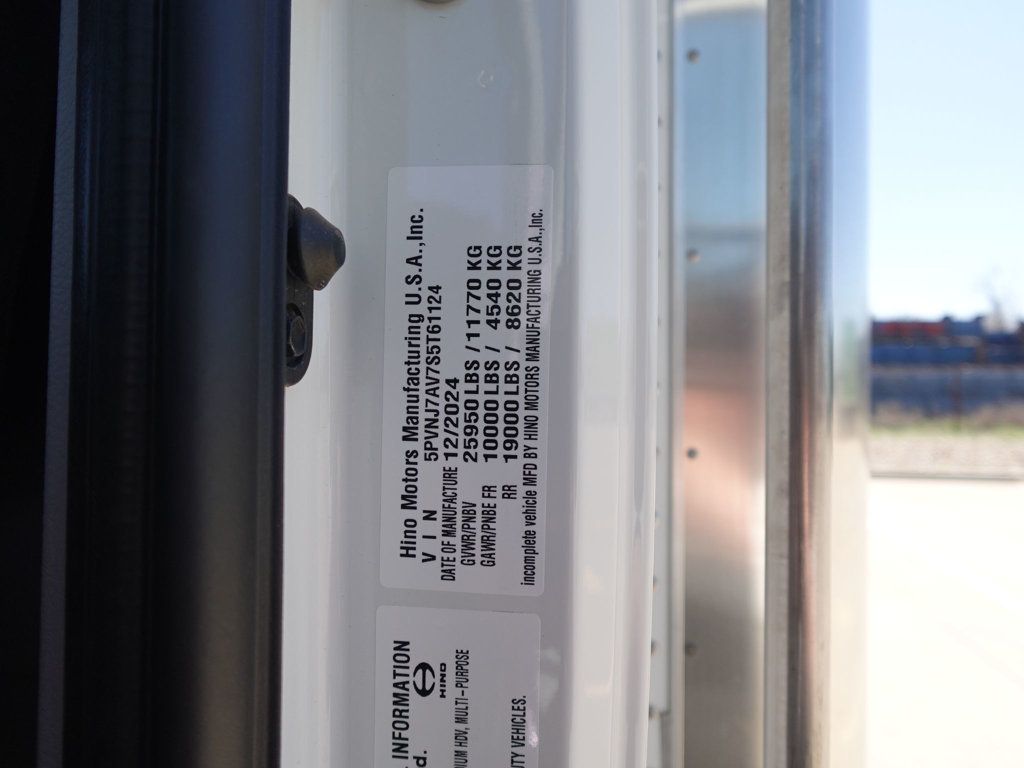 Hino Motors Manufacturing U.S.A.,Inc.
VIN 5PVNJ7AV7S5T61124
DATE OF MANUFACTURE 12/2024
GVWR/PNBV 25950 LBS / 11770 KG
GAWR/PNBE FR 10000 LBS / 4540 KG
RR 19000 LBS / 8620 KG
incomplete vehicle MFD BY HINO MOTORS MANUFACTURING U.S.A.,Inc.
INFORMATION
HINO
HDV, MULTI-PURPOSE
VEHICLES.